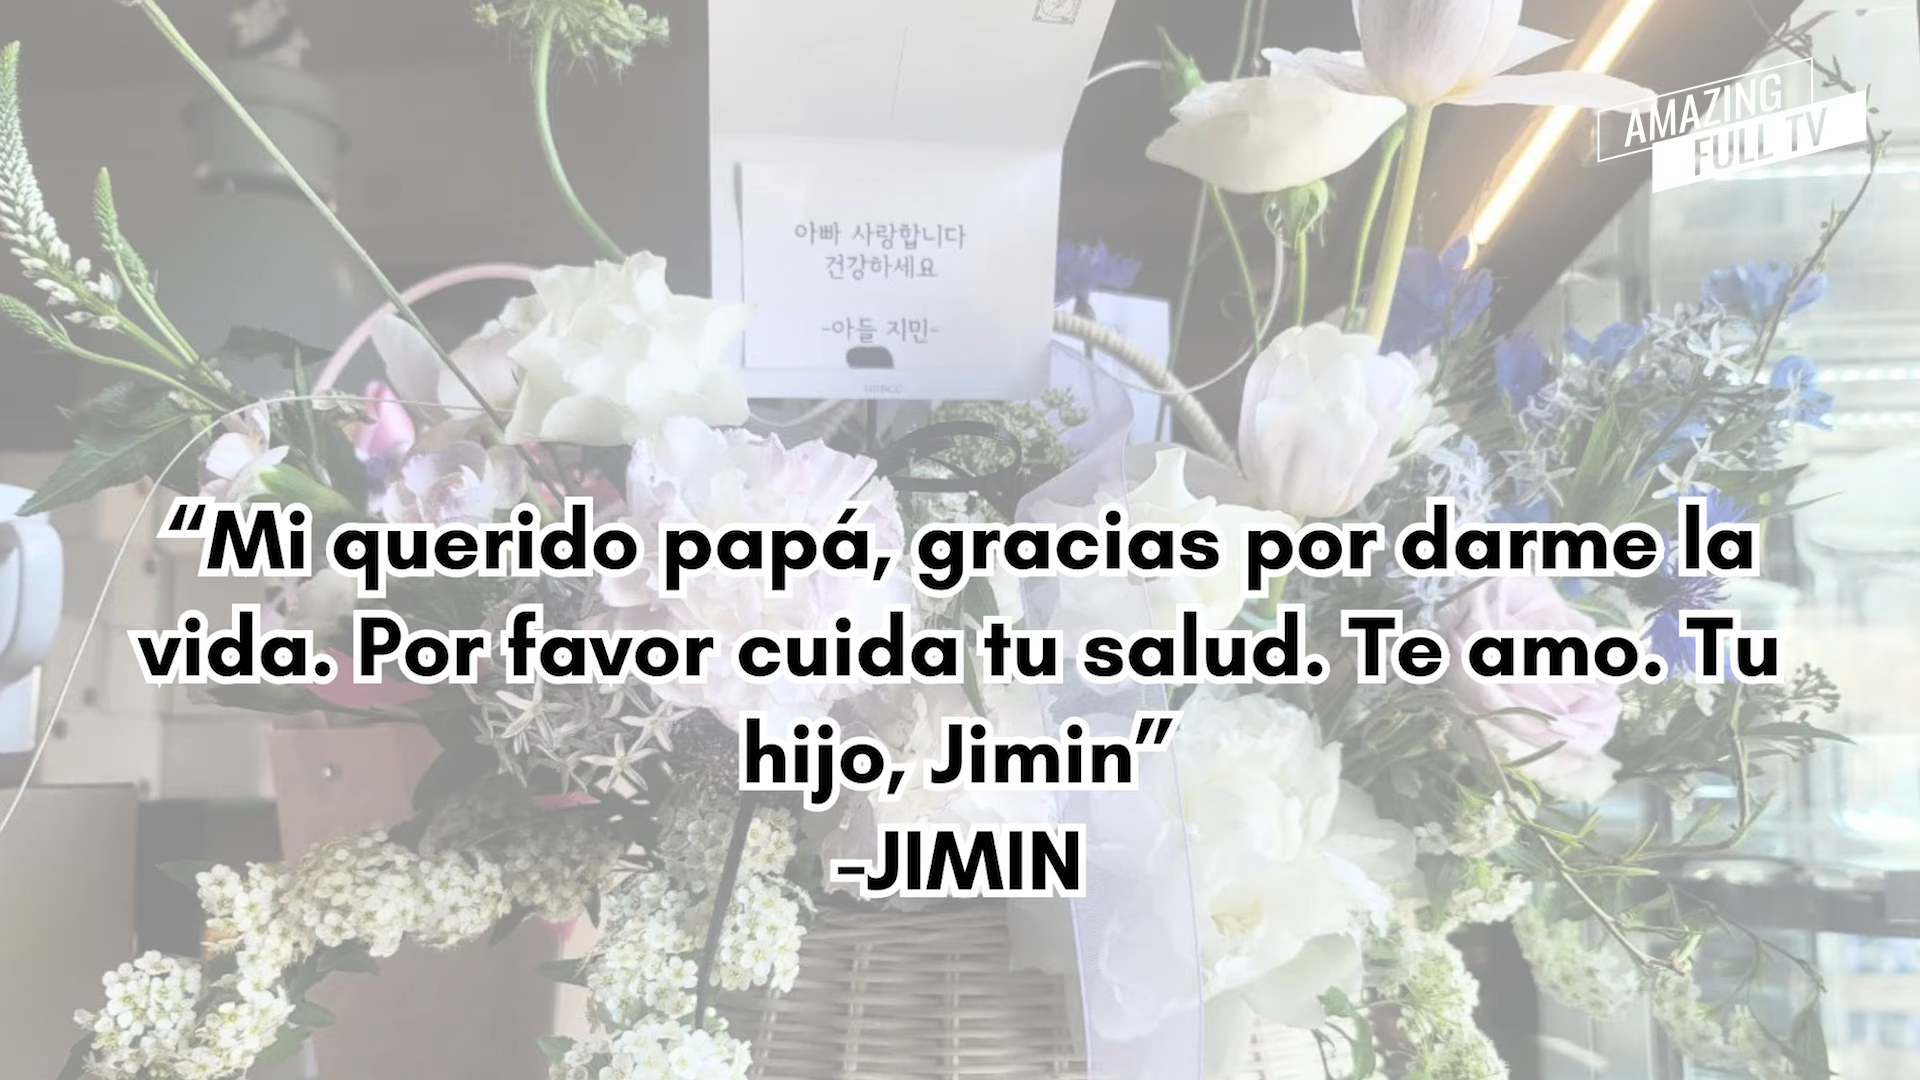 AMAZING
FULL TV
아빠 사랑합니다
건강하세요
-아들 지민-
“Mi querido papá, gracias por darme la
vida. Por favor cuida tu salud. Te amo. Tu
hijo, Jimin”
-JIMIN